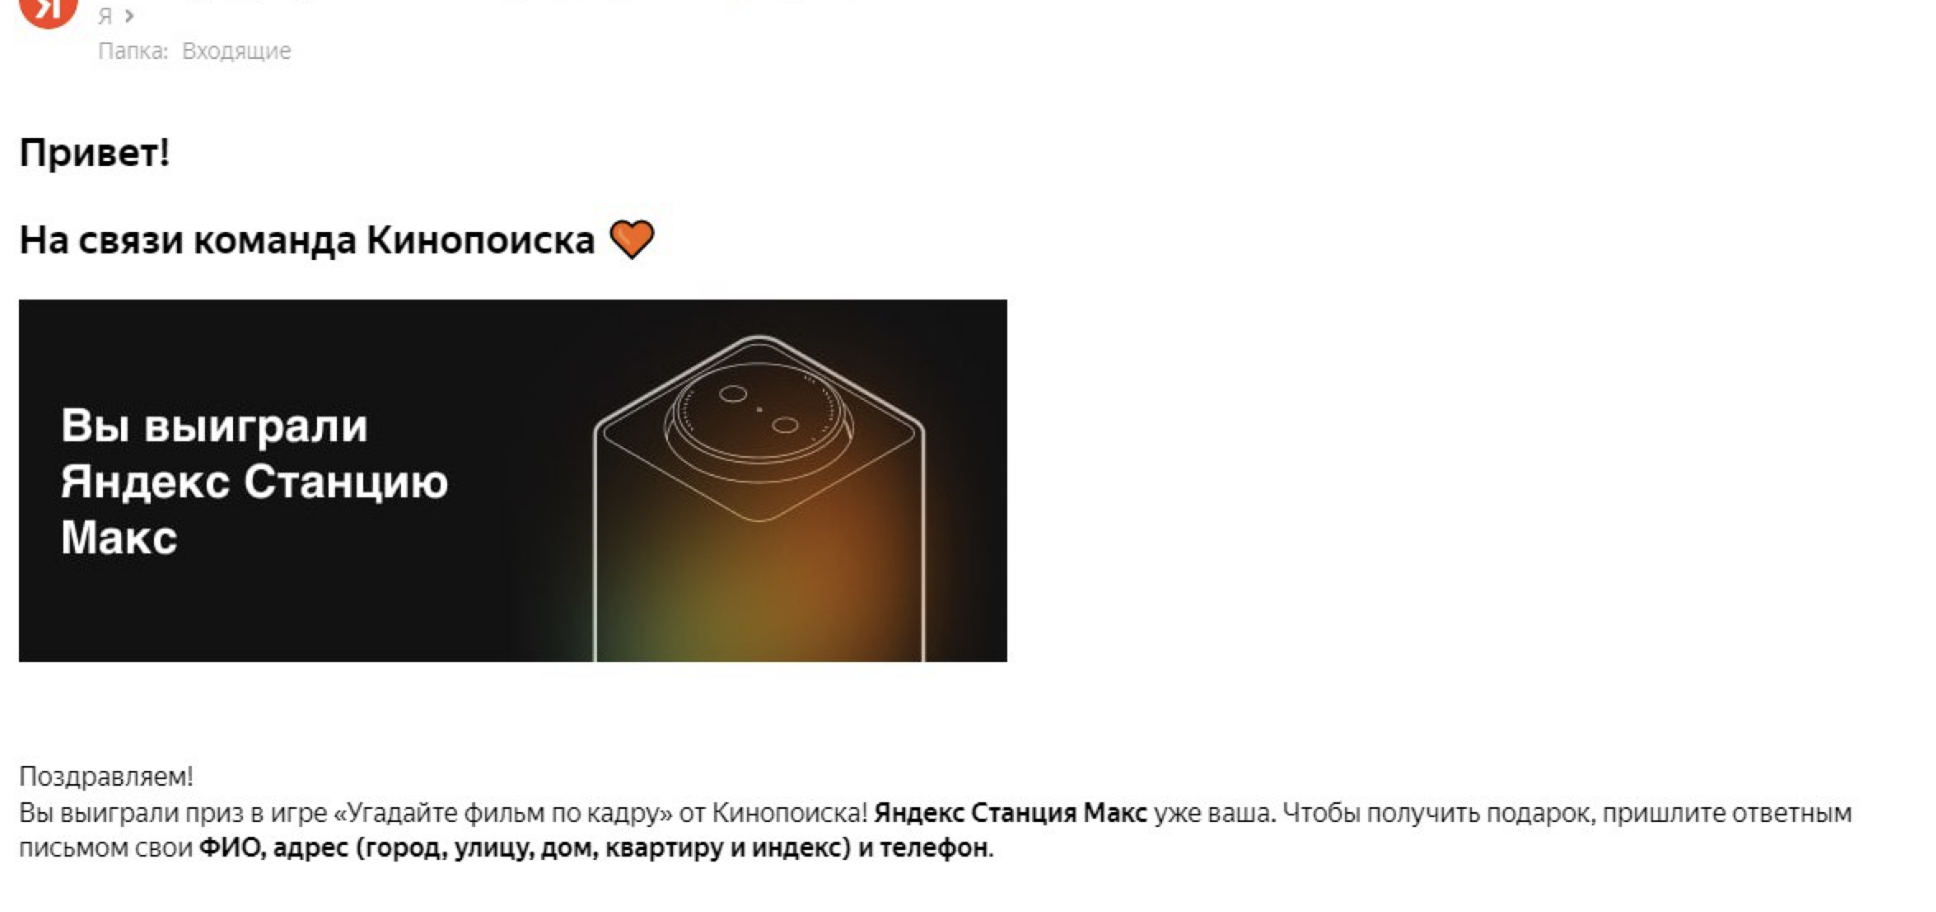 Я
Я >
Папка: Входящие
Привет!
На связи команда Кинопоиска 🧡
Вы выиграли
Яндекс Станцию
Макс
Поздравляем!
Вы выиграли приз в игре «Угадайте фильм по кадру» от Кинопоиска! Яндекс Станция Макс уже ваша. Чтобы получить подарок, пришлите ответным
письмом свои ФИО, адрес (город, улицу, дом, квартиру и индекс) и телефон.